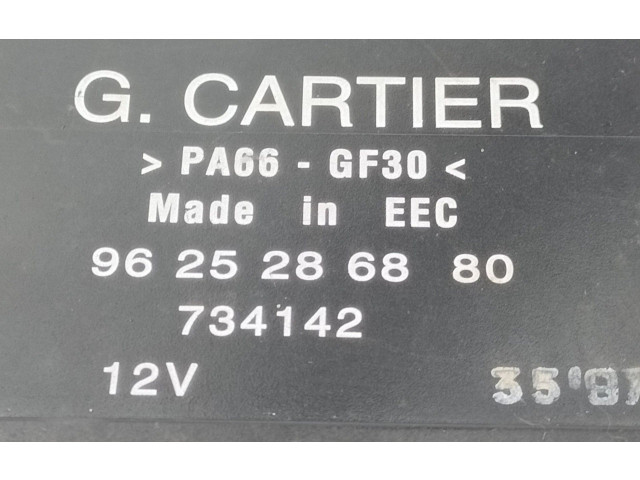 G. CARTIER
> PA66 - GF30 <
Made in EEC
96 25 28 68 80
734142
12V